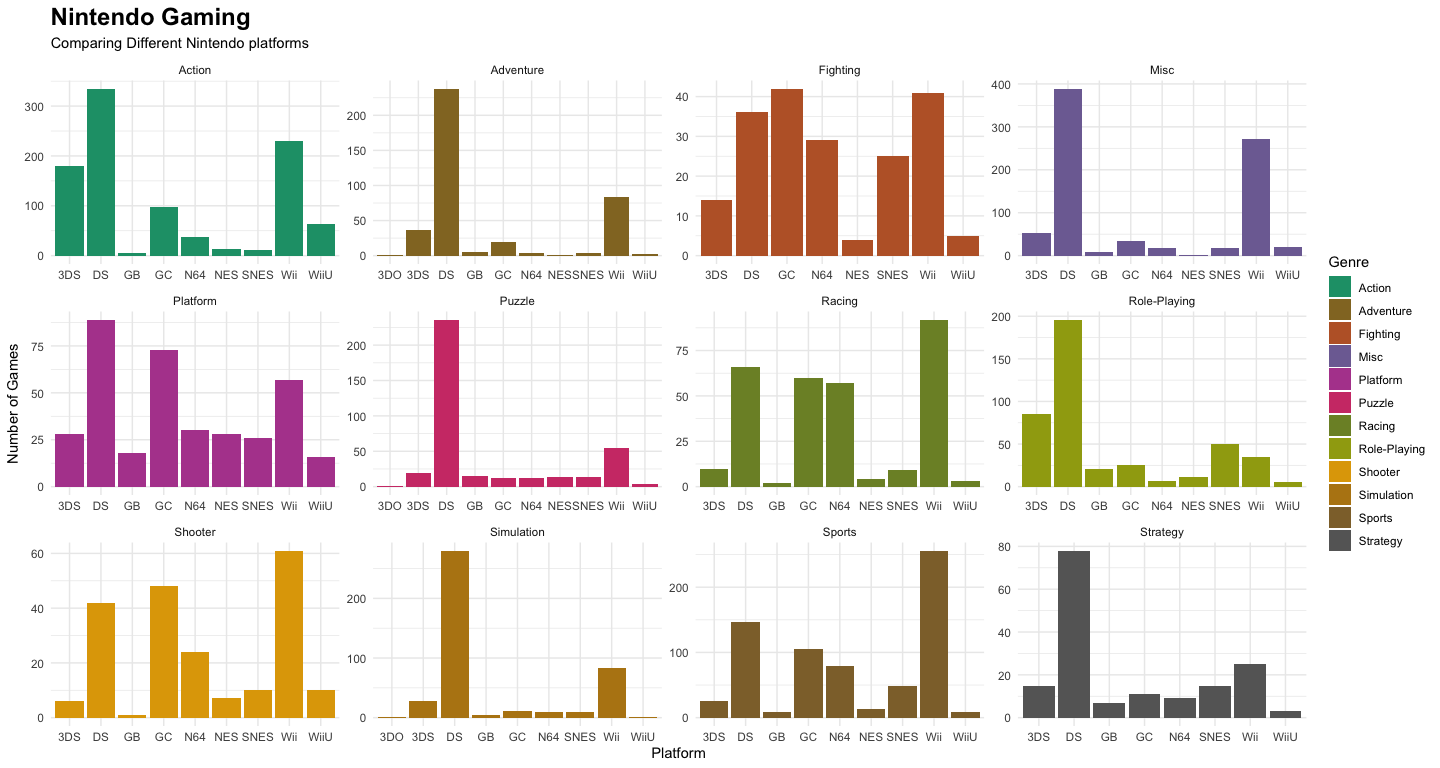 Nintendo Gaming
Comparing Different Nintendo platforms
Action
Adventure
Fighting
Misc
300
200
100
0
3DS DS GB GC N64 NES SNES Wii WiiU
200
150
100
50
0
3DO 3DS DS GB GC N64 NES SNES Wii WiiU
40
30
20
10
0
3DS DS GC N64 NES SNES Wii WiiU
400
300
200
100
0
3DS DS GB GC N64 NES SNES Wii WiiU
Number of Games
Platform
Puzzle
Racing
Role-Playing
75
50
25
0
3DS DS GB GC N64 NES SNES Wii WiiU
200
150
100
50
0
3DO 3DS DS GB GC N64 NES SNES Wii WiiU
75
50
25
0
3DS DS GB GC N64 NES SNES Wii WiiU
200
150
100
50
0
3DS DS GB GC N64 NES SNES Wii WiiU
Shooter
Simulation
Sports
Strategy
60
40
20
0
3DS DS GB GC N64 NES SNES Wii WiiU
200
100
0
3DO 3DS DS GB GC N64 SNES Wii WiiU
200
100
0
3DS DS GB GC N64 NES SNES Wii WiiU
80
60
40
20
0
3DS DS GB GC N64 SNES Wii WiiU
Platform
Genre
Action
Adventure
Fighting
Misc
Platform
Puzzle
Racing
Role-Playing
Shooter
Simulation
Sports
Strategy